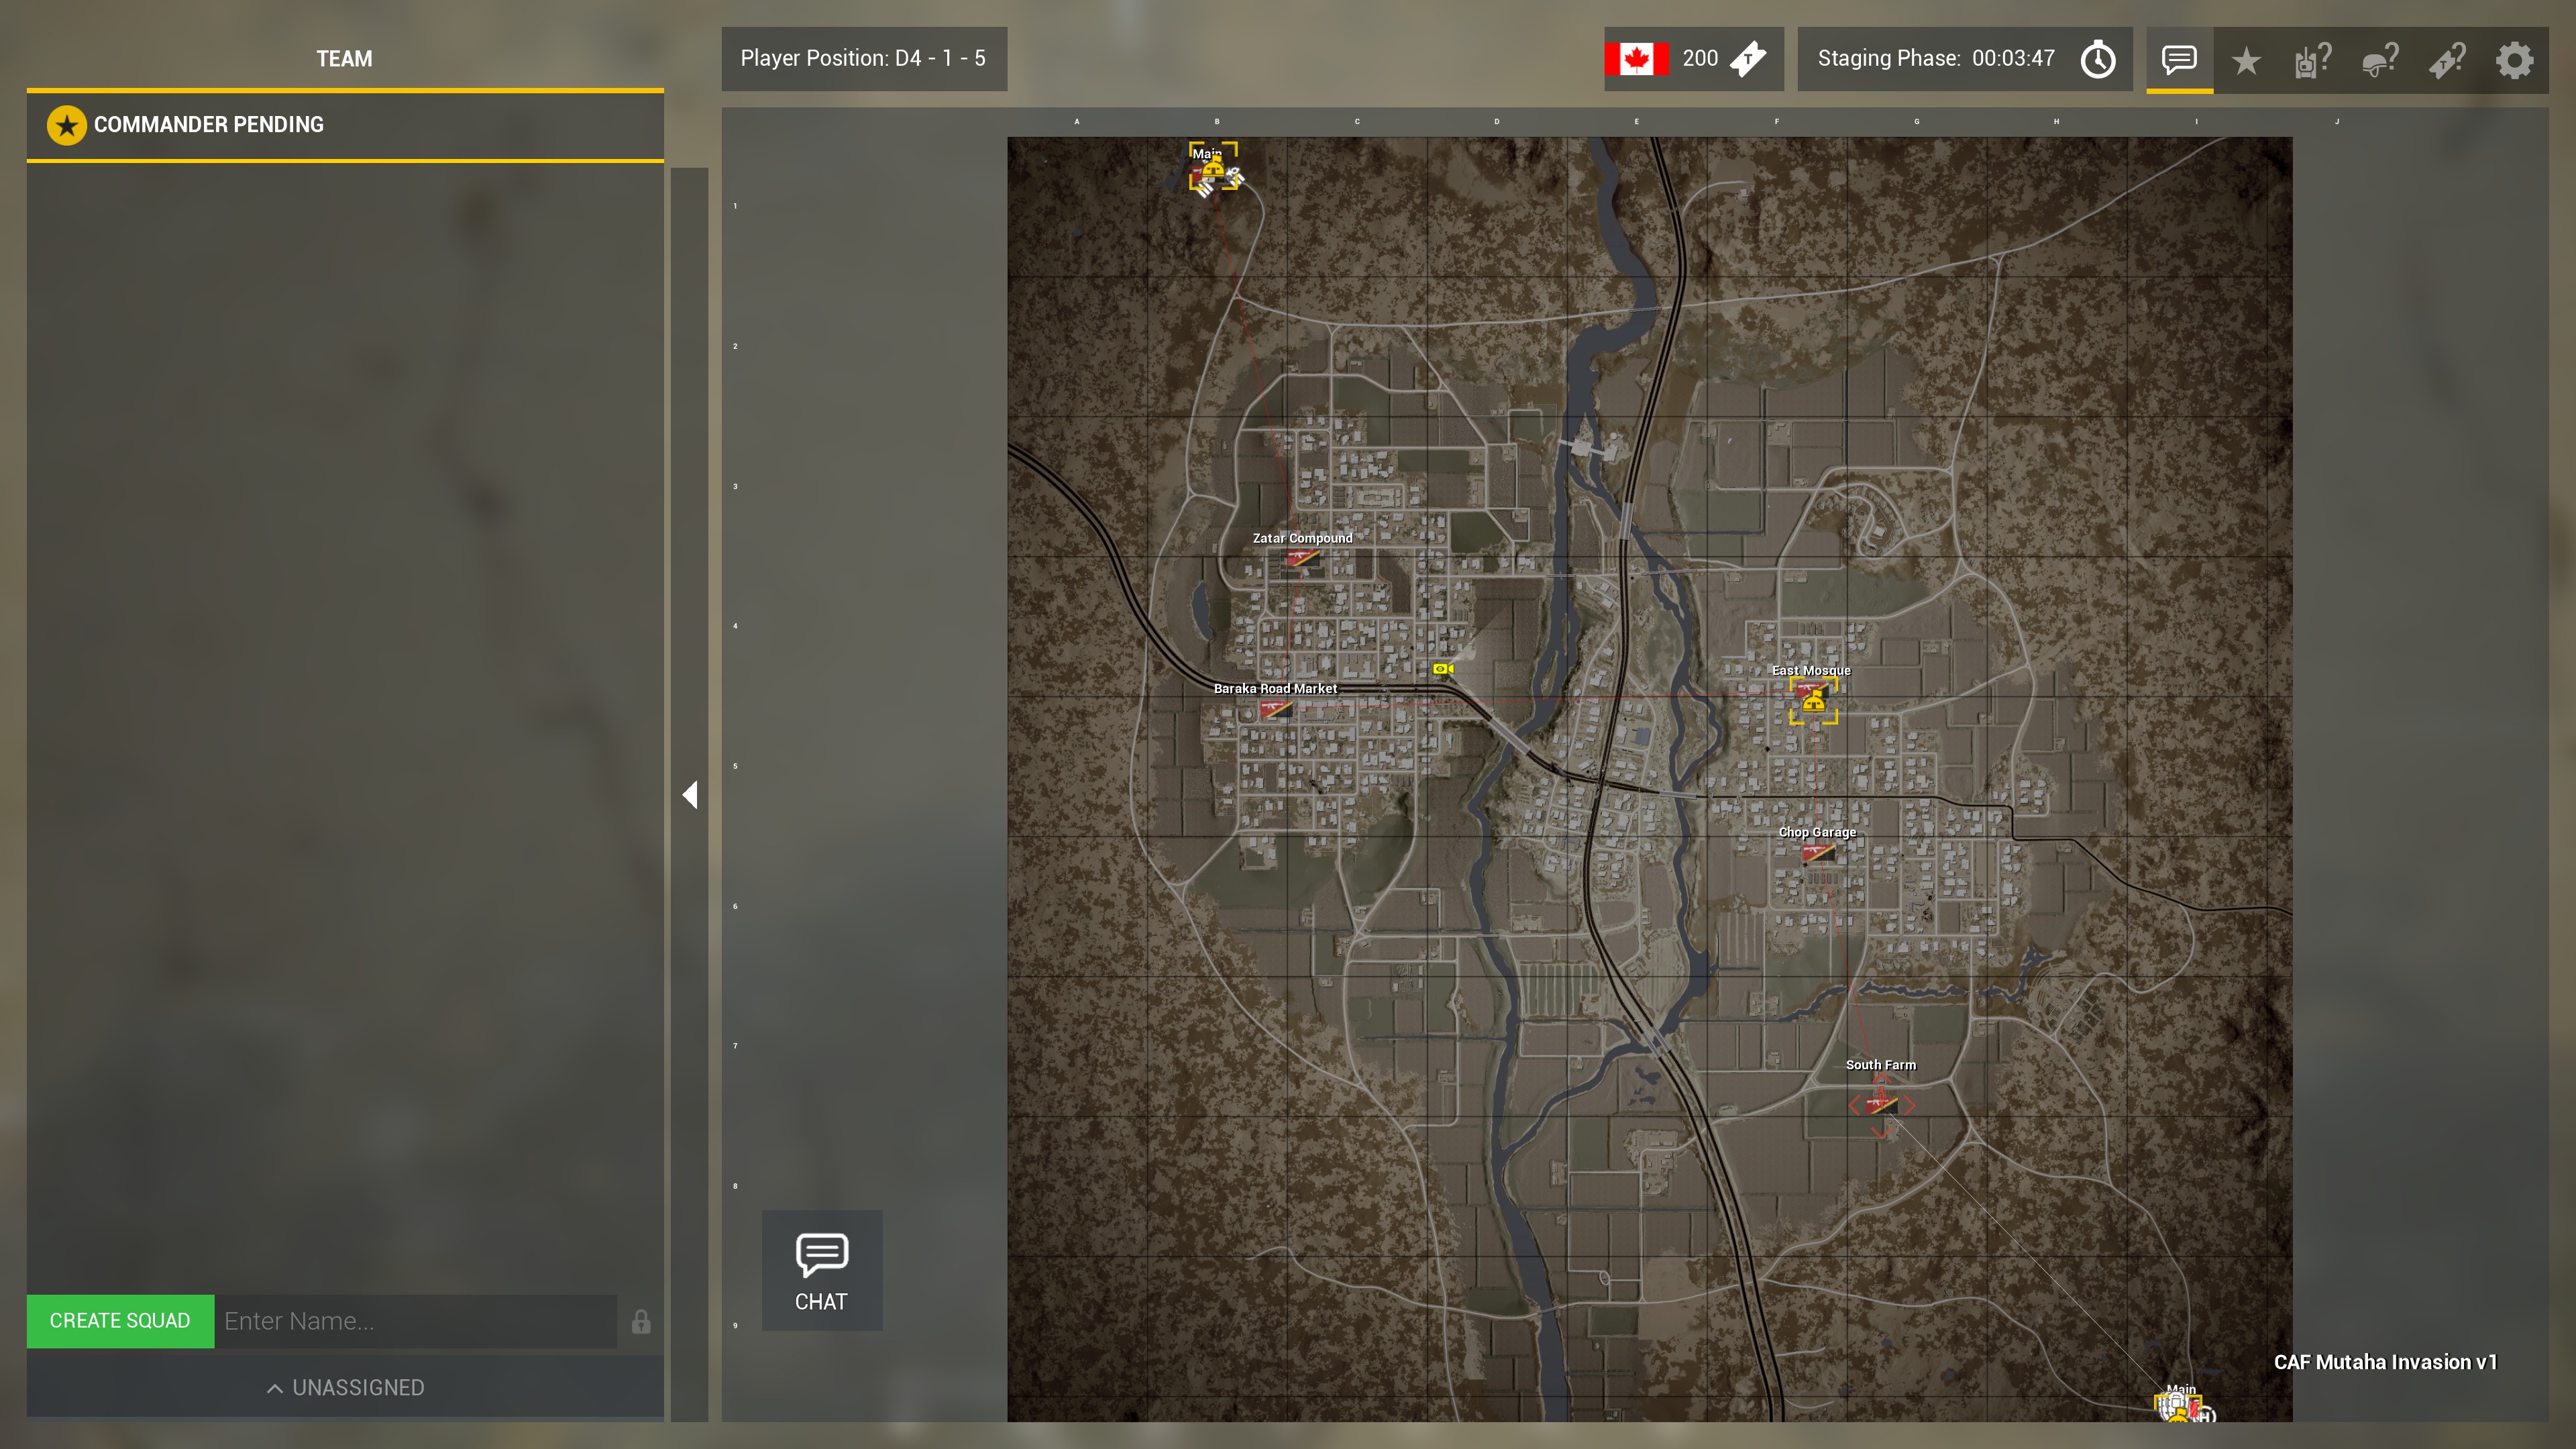 TEAM
Player Position: D4 - 1 - 5
200
T
Staging Phase: 00:03:47
? ? T ?
COMMANDER PENDING
A B C D E F G H I J
Main
1
2
3
Zatar Compound
4
East Mosque
Baraka Road Market
5
Chop Garage
6
7
South Farm
8
CHAT
9
CREATE SQUAD Enter Name...
CAF Mutaha Invasion v1
UNASSIGNED
Main
H